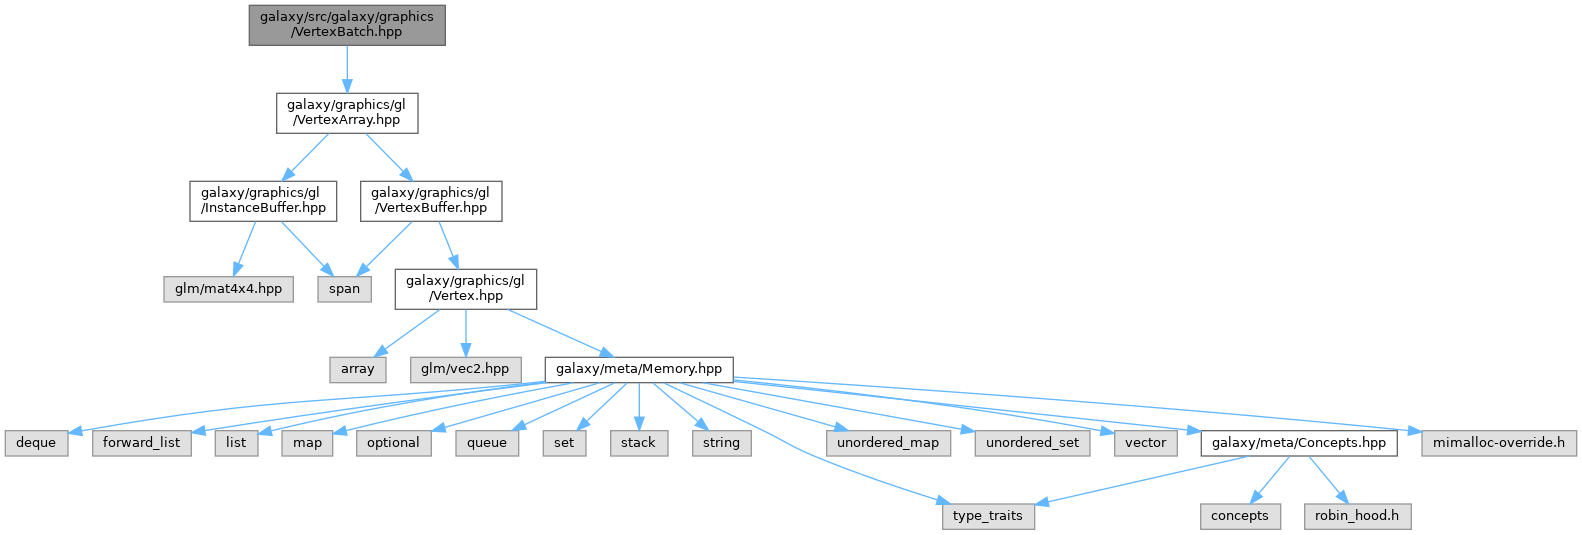 galaxy/src/galaxy/graphics
/VertexBatch.hpp
galaxy/graphics/gl
/VertexArray.hpp
galaxy/graphics/gl
/InstanceBuffer.hpp
galaxy/graphics/gl
/VertexBuffer.hpp
glm/mat4x4.hpp
span
galaxy/graphics/gl
/Vertex.hpp
array
glm/vec2.hpp
galaxy/meta/Memory.hpp
deque
forward_list
list
map
optional
queue
set
stack
string
unordered_map
unordered_set
vector
galaxy/meta/Concepts.hpp
mimalloc-override.h
type_traits
concepts
robin_hood.h